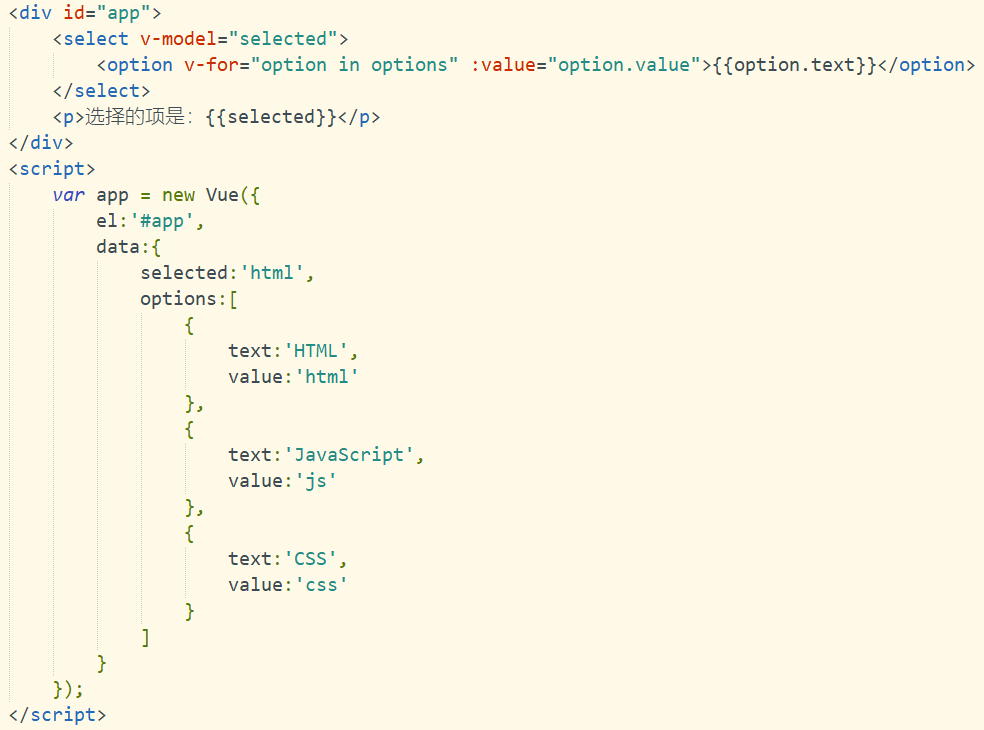 <div id="app">
    <select v-model="selected">
        <option v-for="option in options" :value="option.value">{{option.text}}</option>
    </select>
    <p>选择的项是：{{selected}}</p>
</div>
<script>
    var app = new Vue({
        el:'#app',
        data:{
            selected:'html',
            options:[
                {
                    text:'HTML',
                    value:'html'
                },
                {
                    text:'JavaScript',
                    value:'js'
                },
                {
                    text:'CSS',
                    value:'css'
                }
            ]
        }
    });
</script>